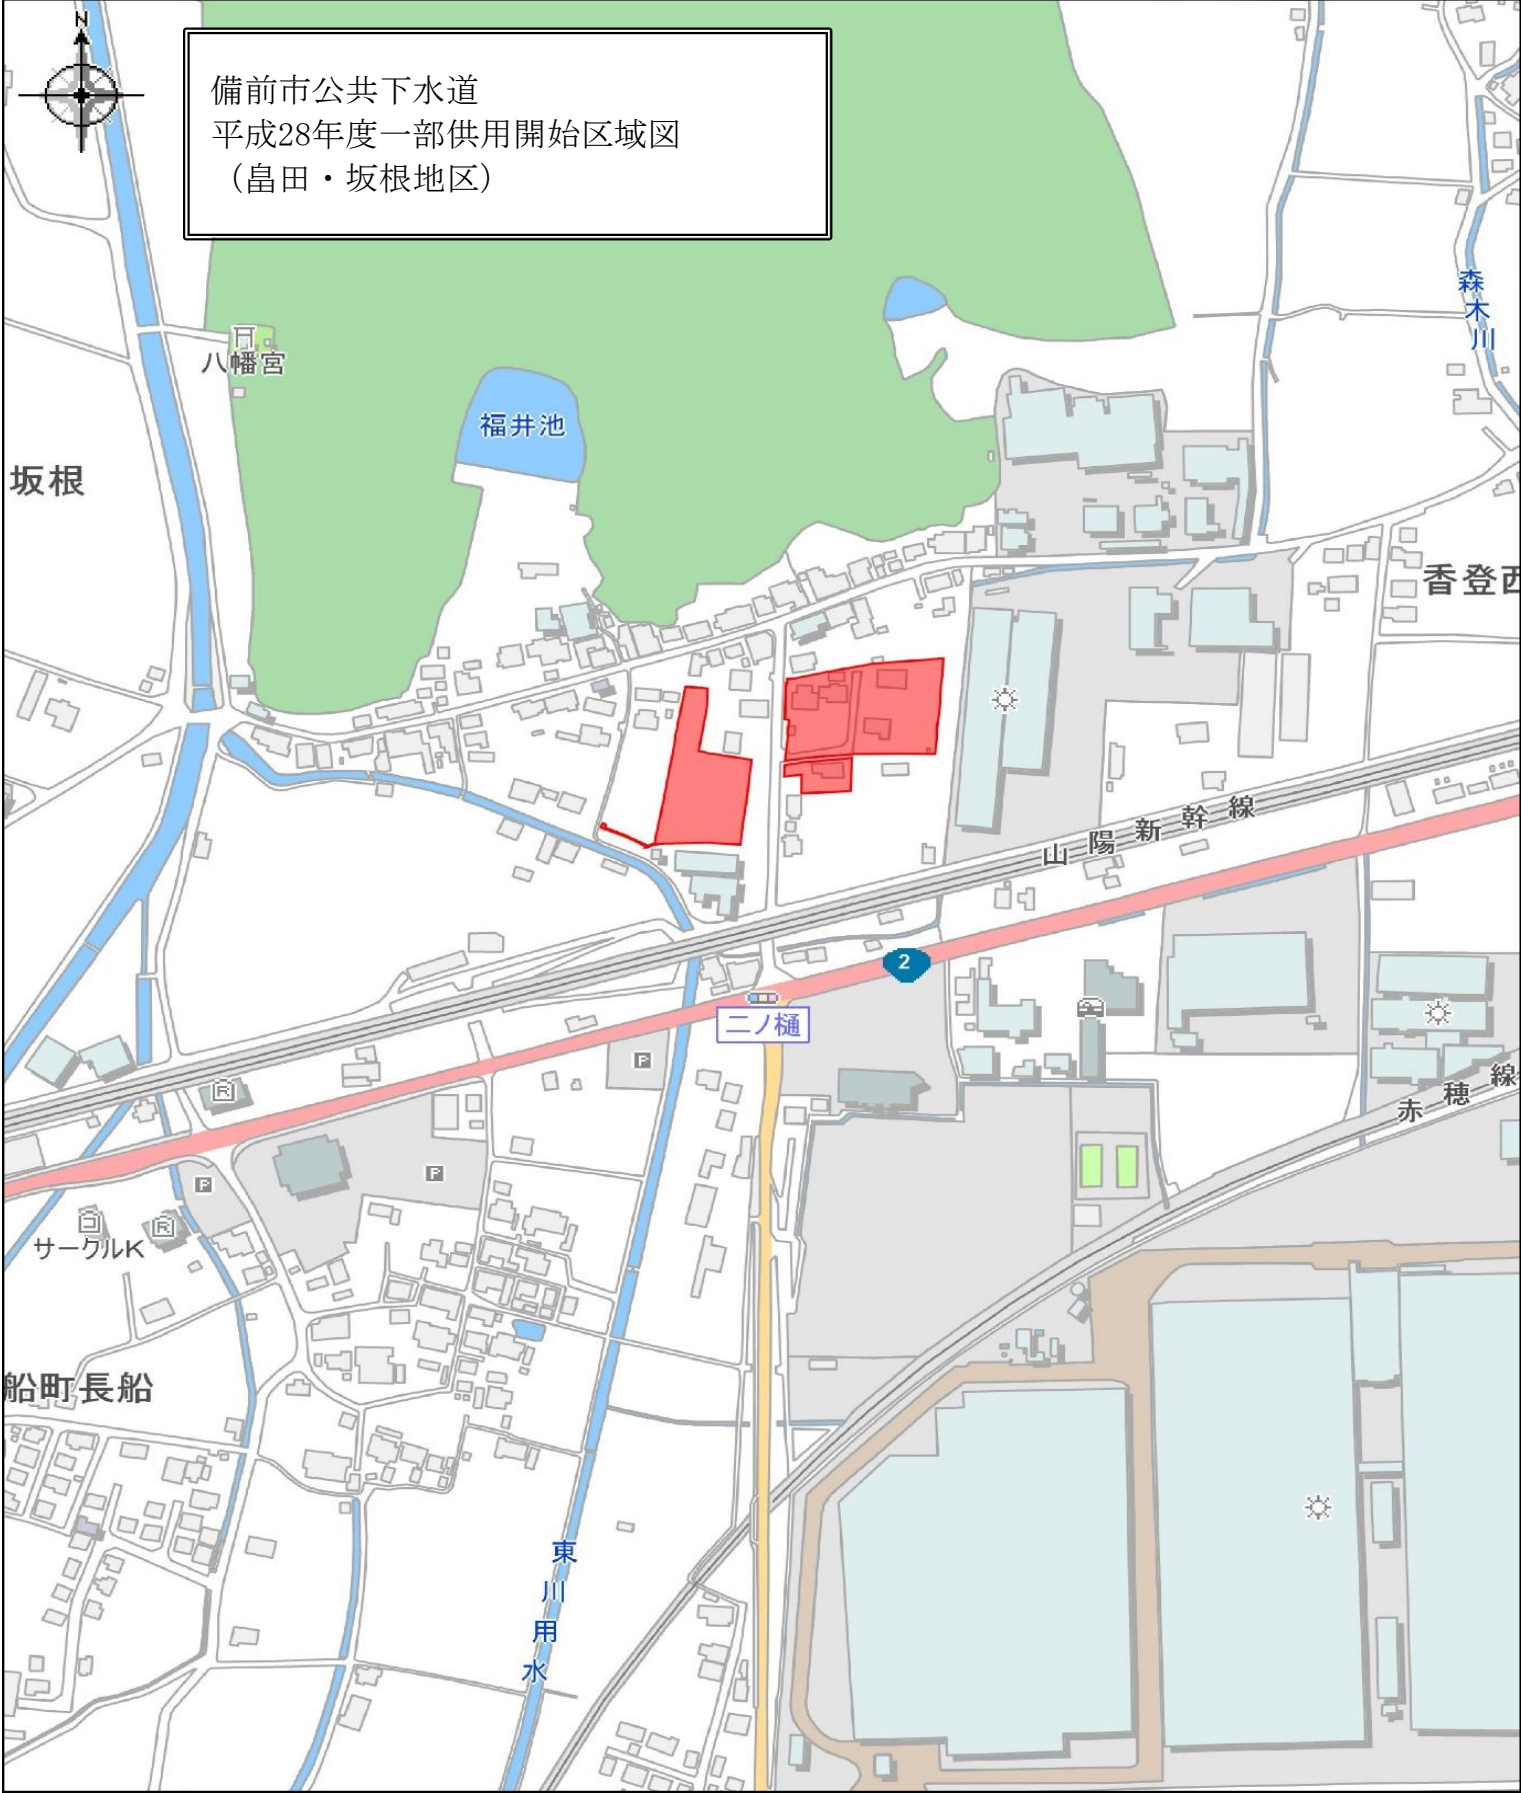 N
備前市公共下水道
平成28年度一部供用開始区域図
（畠田・坂根地区）
森木川
八幡宮
福井池
坂根
香登西
山陽新幹線
2
二ノ樋
P
R
赤穂線
P
P
R
サークルK
船町長船
東川用水